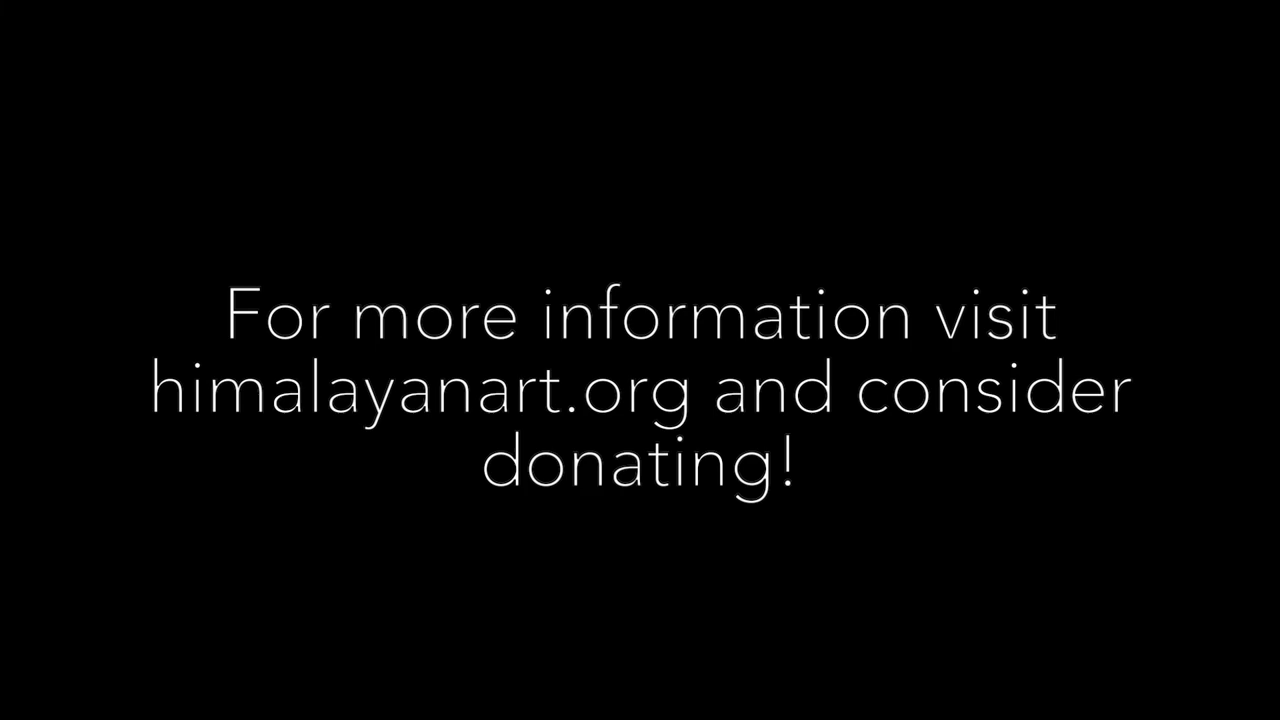 For more information visit
himalayanart.org and consider
donating!